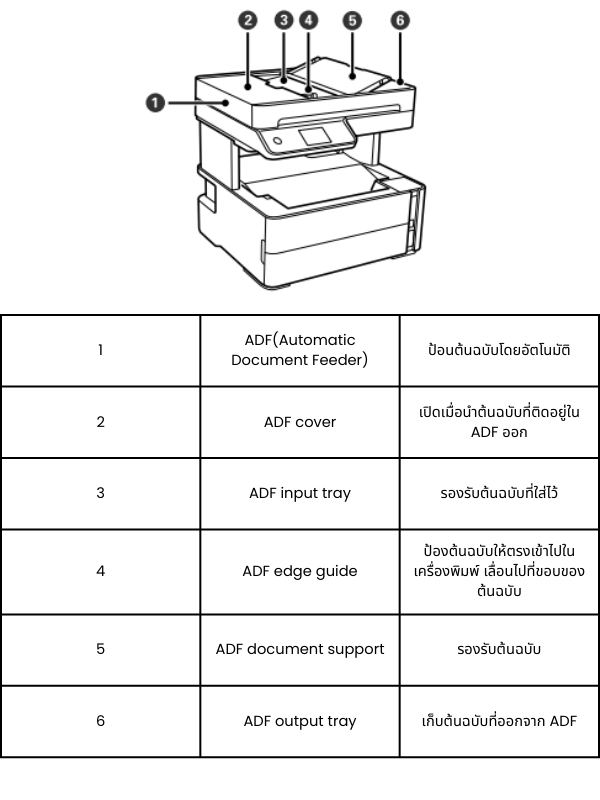 2 3 4 5 6
1
1
ADF(Automatic
Document Feeder)
ป้อนต้นฉบับโดยอัตโนมัติ
2
ADF cover
เปิดเมื่อนำต้นฉบับที่ติดอยู่ใน
ADF ออก
3
ADF input tray
รองรับต้นฉบับที่ใส่ไว้
4
ADF edge guide
ป้องต้นฉบับให้ตรงเข้าไปใน
เครื่องพิมพ์ เลื่อนไปที่ขอบของ
ต้นฉบับ
5
ADF document support
รองรับต้นฉบับ
6
ADF output tray
เก็บต้นฉบับที่ออกจาก ADF